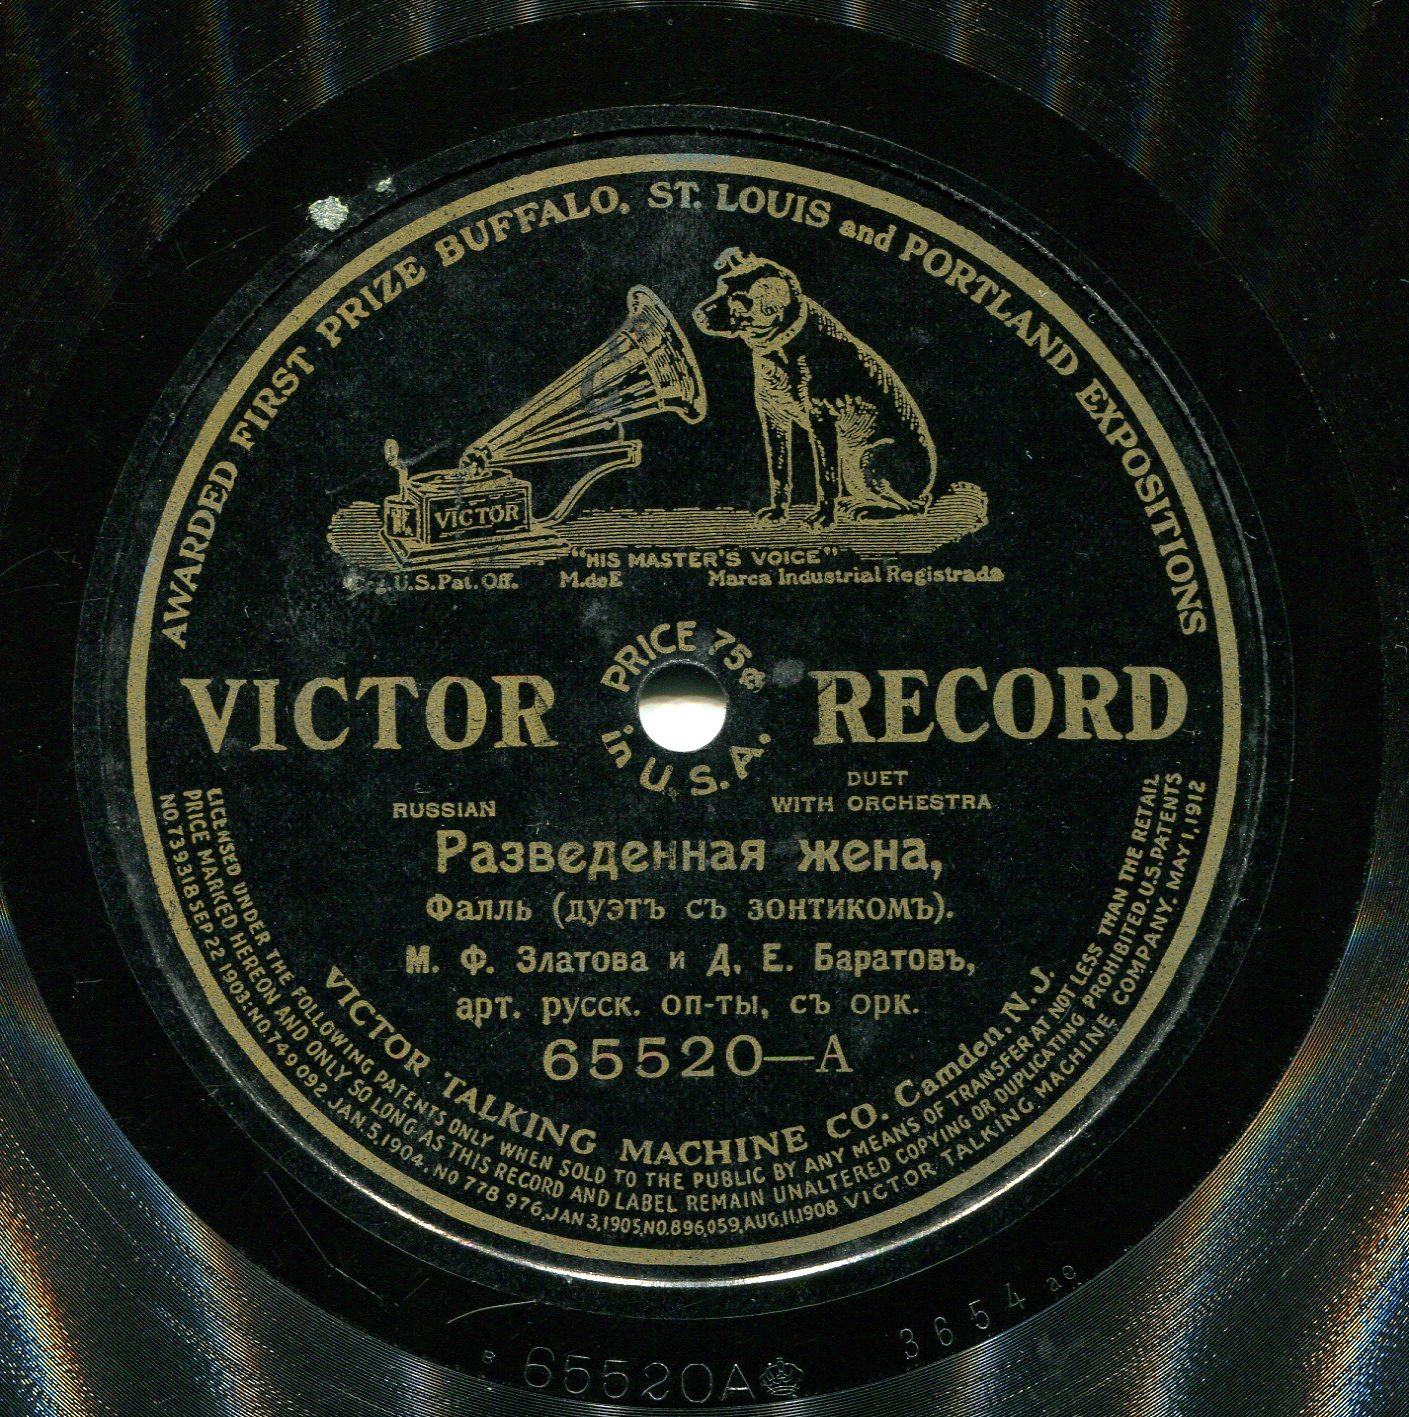 AWARDED FIRST PRIZE BUFFALO, ST. LOUIS and PORTLAND EXPOSITIONS
VICTOR
"HIS MASTER'S VOICE"
U.S. Pat. Off. M.deF. Marca Industrial Registrada
PRICE 75¢
VICTOR RECORD
in U.S.A.
DUET
RUSSIAN WITH ORCHESTRA
Разведенная жена,
Фалль (дуэтъ съ зонтикомъ).
М. Ф. Златова и Д. Е. Баратовъ,
арт. русск. оп-ты, съ орк.
65520—A
VICTOR TALKING MACHINE CO. Camden, N. J.
LICENSED UNDER THE FOLLOWING PATENTS ONLY WHEN SOLD TO THE PUBLIC BY ANY MEANS OF TRANSFER AT NOT LESS THAN THE RETAIL
PRICE MARKED HEREON AND ONLY SO LONG AS THIS RECORD AND LABEL REMAIN UNALTERED COPYING OR DUPLICATING PROHIBITED. U.S. PATENTS
NO. 739318 SEP 22 1903. NO. 749092 JAN 5, 1904. NO 778976, JAN 3, 1905, NO. 896,059, AUG. 11, 1908 VICTOR TALKING MACHINE COMPANY. MAY 1, 1912
3654 ae
B 65520A